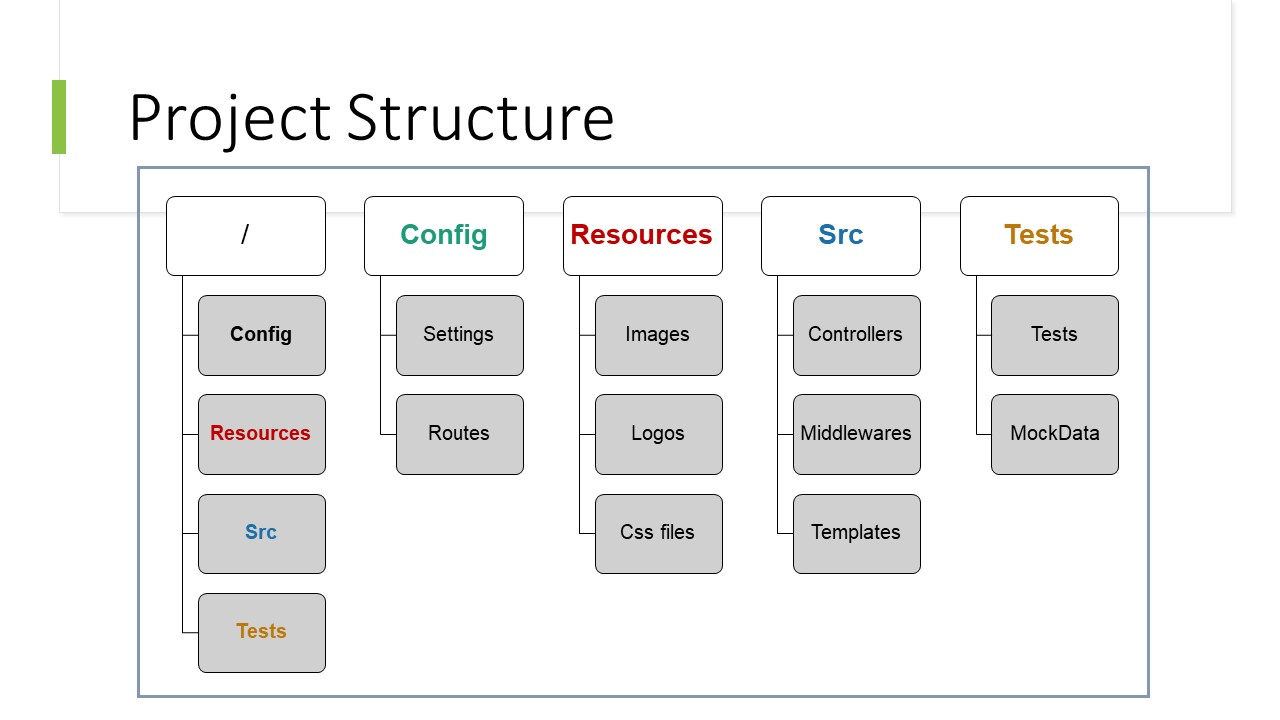 Project Structure
/
Config
Resources
Src
Tests
Config
Settings
Routes
Resources
Images
Logos
Css files
Src
Controllers
Middlewares
Templates
Tests
Tests
MockData